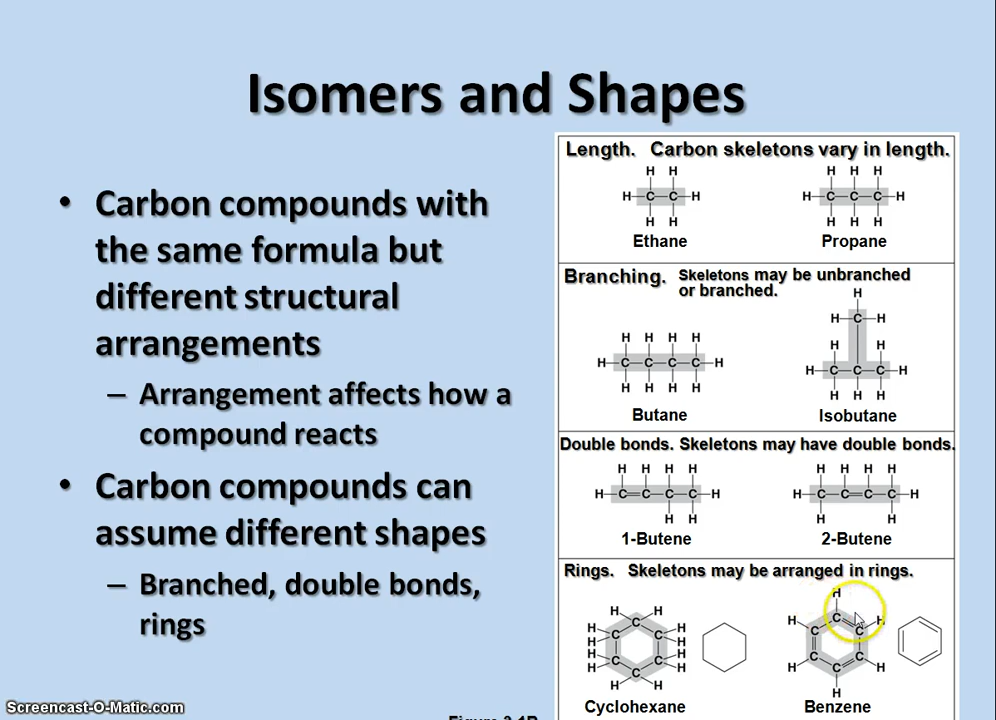 Isomers and Shapes
• Carbon compounds with
the same formula but
different structural
arrangements
– Arrangement affects how a
compound reacts
• Carbon compounds can
assume different shapes
– Branched, double bonds,
rings
Length. Carbon skeletons vary in length.
H H
H C C H
H H
Ethane
H H H
H C C C H
H H H
Propane
Branching. Skeletons may be unbranched
or branched.
H H H H
H C C C C H
H H H H
Butane
H
H C H
H H
H C C C H
H H H
Isobutane
Double bonds. Skeletons may have double bonds.
H H H H
H C C C C H
H H
1-Butene
H H H H
H C C C C H
H H
2-Butene
Rings. Skeletons may be arranged in rings.
H H
H C H
H C C H
H H
H C C H
H C H
H H
Cyclohexane
H
H C H
C C
C C
H C H
H
Benzene
Screencast-O-Matic.com